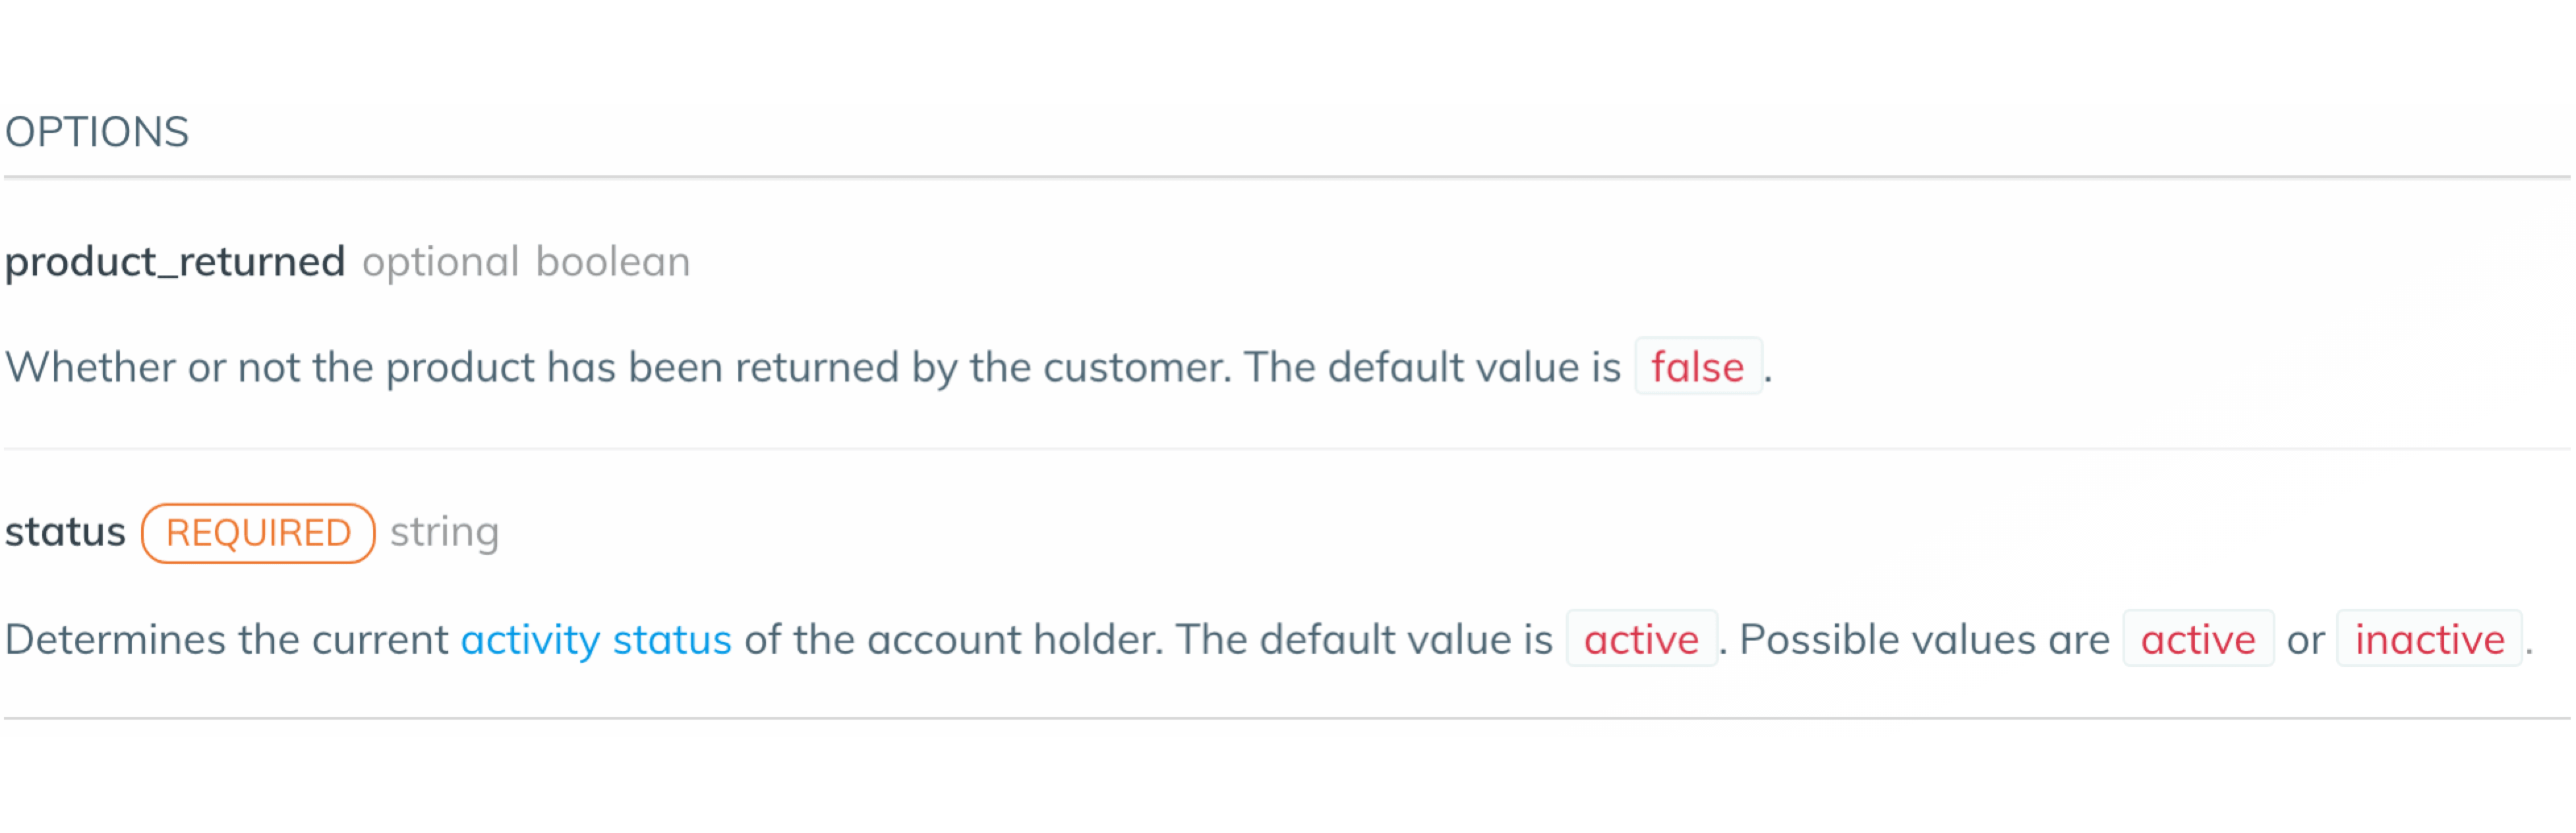 OPTIONS
product_returned optional boolean
Whether or not the product has been returned by the customer. The default value is false.
status REQUIRED string
Determines the current activity status of the account holder. The default value is active. Possible values are active or inactive.